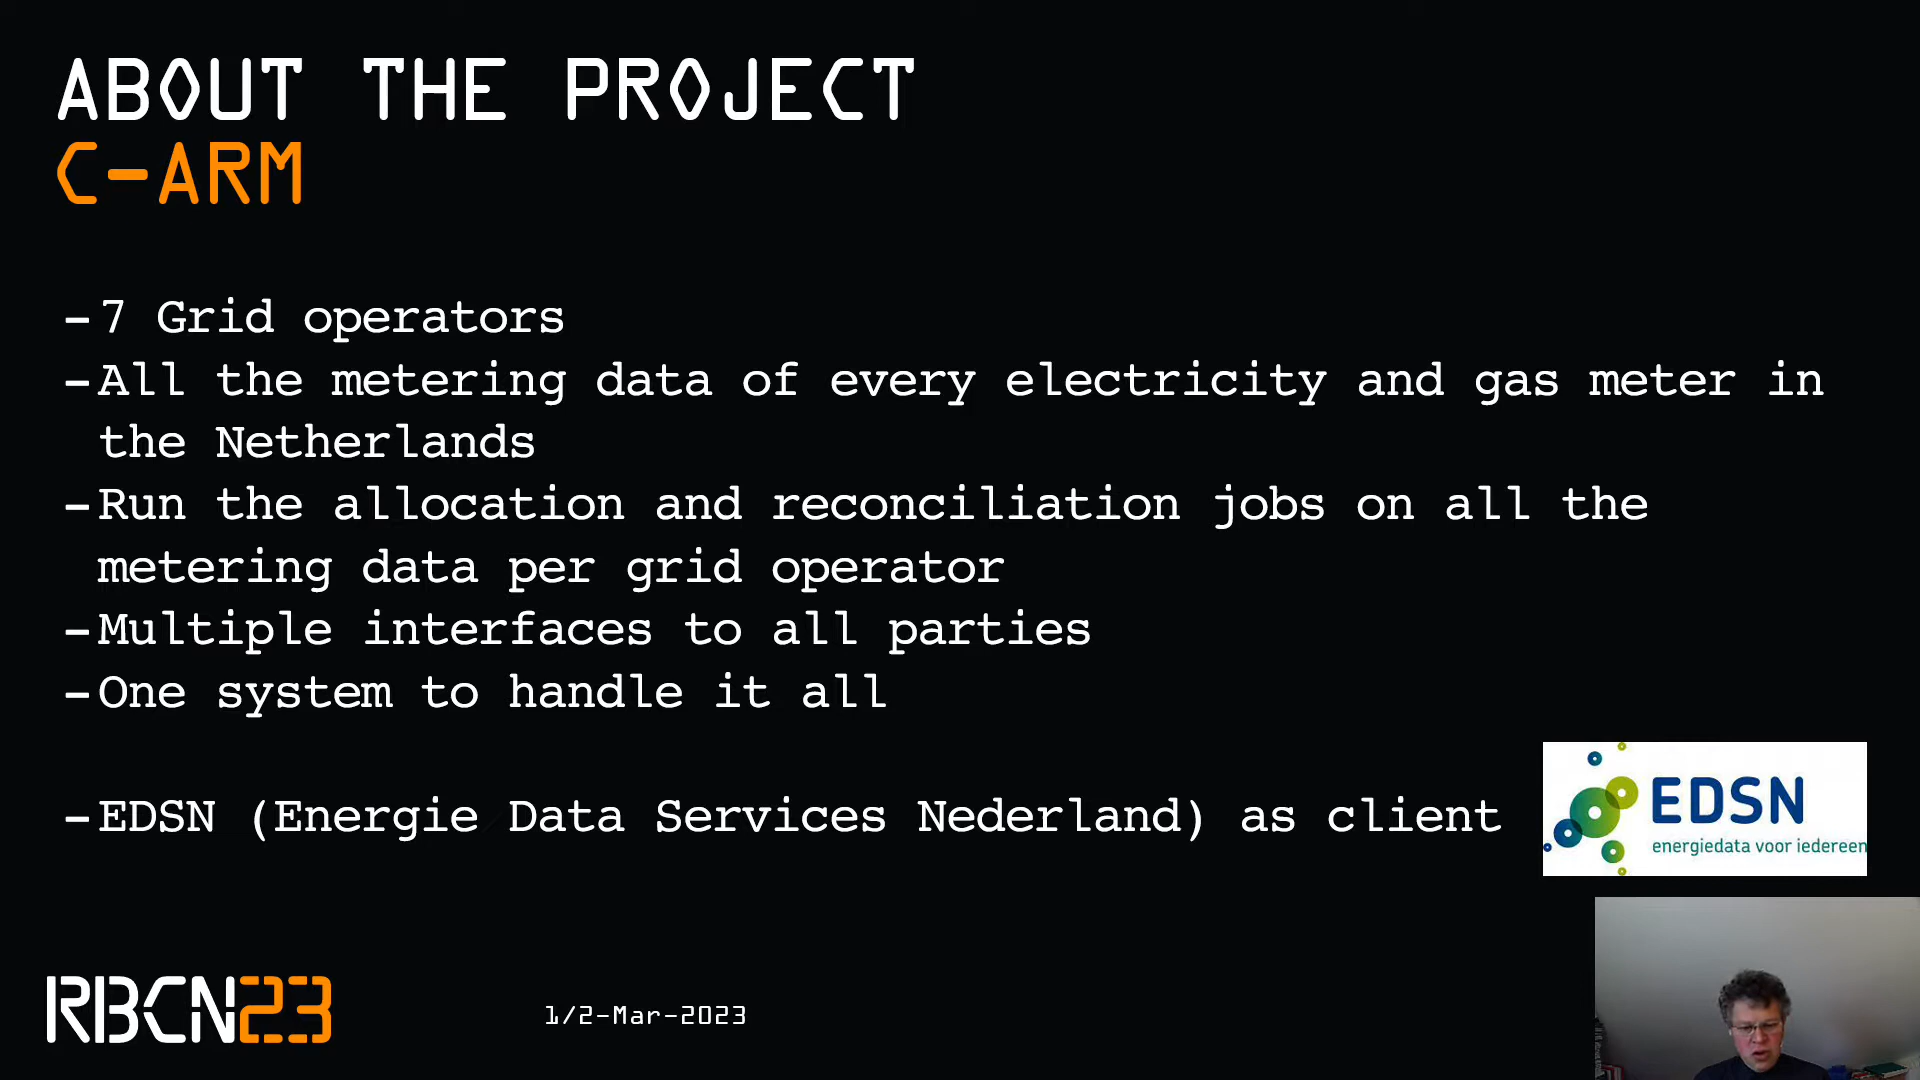 ABOUT THE PROJECT
C-ARM
-7 Grid operators
-All the metering data of every electricity and gas meter in
the Netherlands
-Run the allocation and reconciliation jobs on all the
metering data per grid operator
-Multiple interfaces to all parties
-One system to handle it all
-EDSN (Energie Data Services Nederland) as client
EDSN
energiedata voor iedereen
RBCN23
1/2-Mar-2023